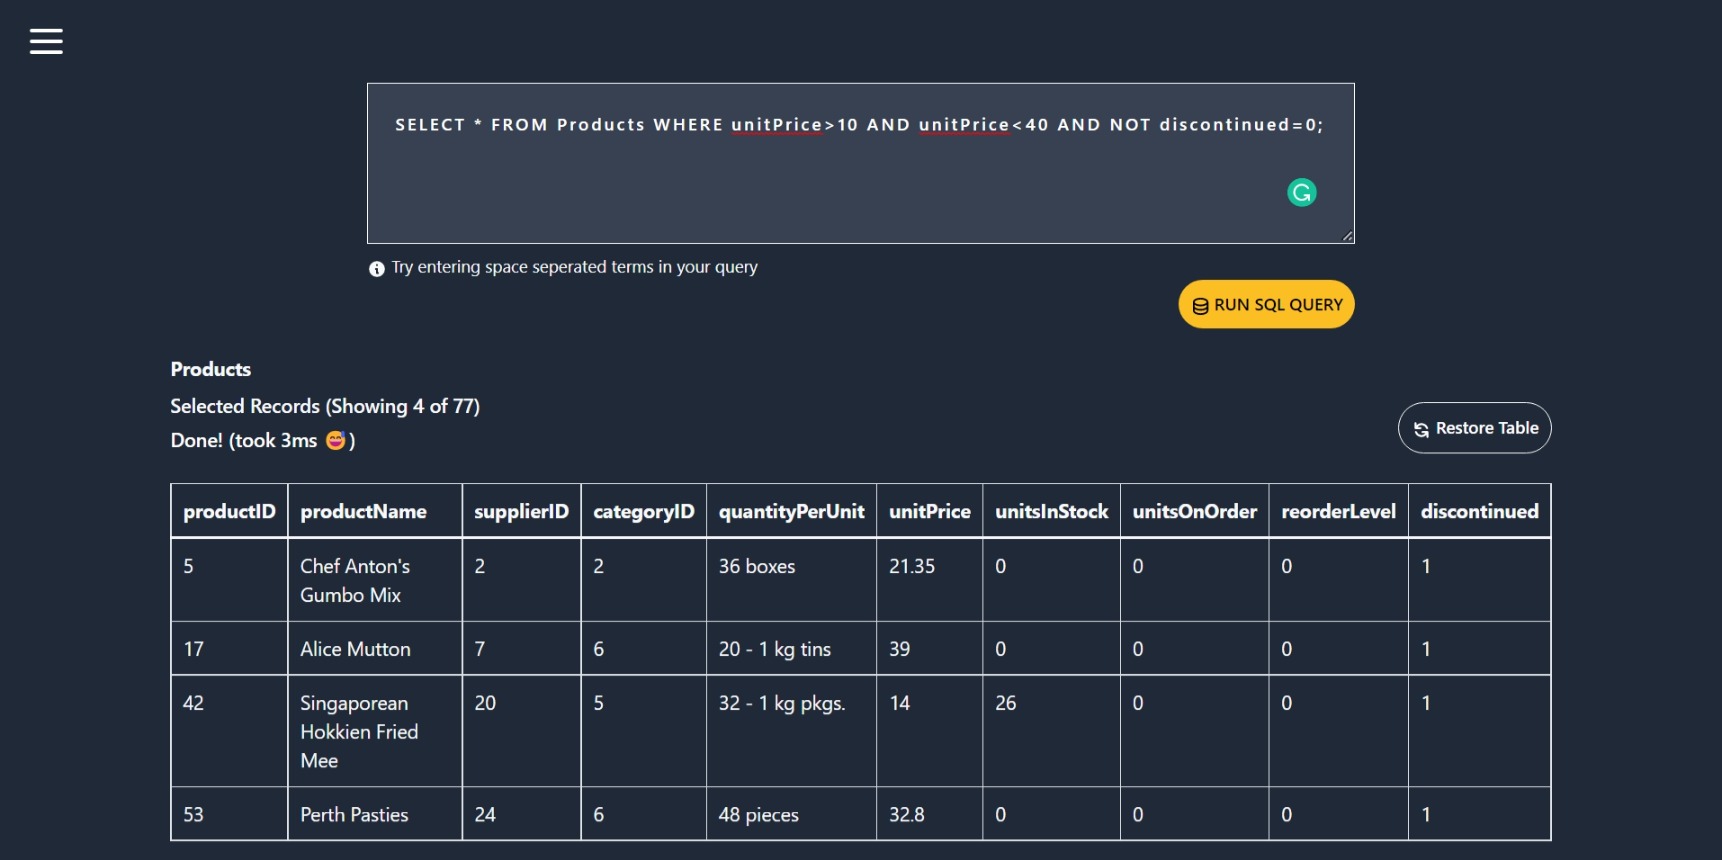 SELECT * FROM Products WHERE unitPrice>10 AND unitPrice<40 AND NOT discontinued=0;
Try entering space seperated terms in your query
RUN SQL QUERY
Products
Selected Records (Showing 4 of 77)
Done! (took 3ms 😅)
Restore Table
productID productName supplierID categoryID quantityPerUnit unitPrice unitsInStock unitsOnOrder reorderLevel discontinued
5 Chef Anton's 2 2 36 boxes 21.35 0 0 0 1
Gumbo Mix
17 Alice Mutton 7 6 20 - 1 kg tins 39 0 0 0 1
42 Singaporean 20 5 32 - 1 kg pkgs. 14 26 0 0 1
Hokkien Fried
Mee
53 Perth Pasties 24 6 48 pieces 32.8 0 0 0 1